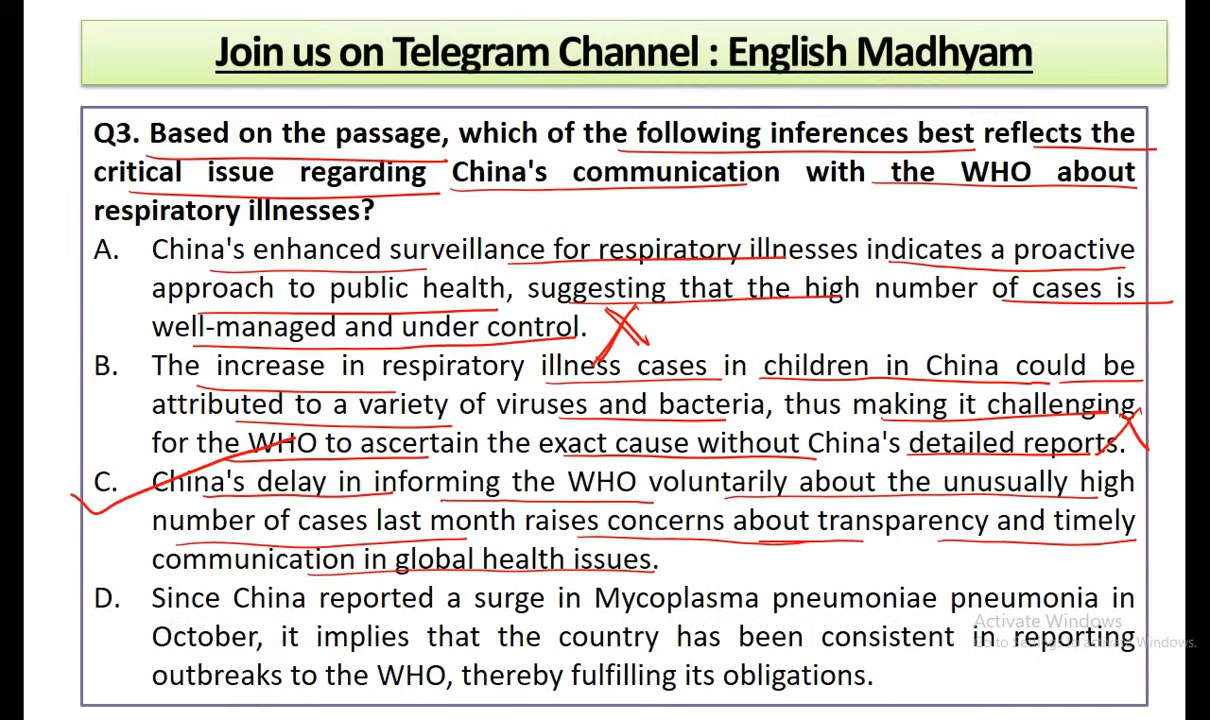 Join us on Telegram Channel : English Madhyam
Q3. Based on the passage, which of the following inferences best reflects the
critical issue regarding China's communication with the WHO about
respiratory illnesses?
A. China's enhanced surveillance for respiratory illnesses indicates a proactive
approach to public health, suggesting that the high number of cases is
well-managed and under control.
B. The increase in respiratory illness cases in children in China could be
attributed to a variety of viruses and bacteria, thus making it challenging
for the WHO to ascertain the exact cause without China's detailed reports.
C. China's delay in informing the WHO voluntarily about the unusually high
number of cases last month raises concerns about transparency and timely
communication in global health issues.
D. Since China reported a surge in Mycoplasma pneumoniae pneumonia in
October, it implies that the country has been consistent in reporting
outbreaks to the WHO, thereby fulfilling its obligations.
Activate Windows
Go to Settings to activate Windows.